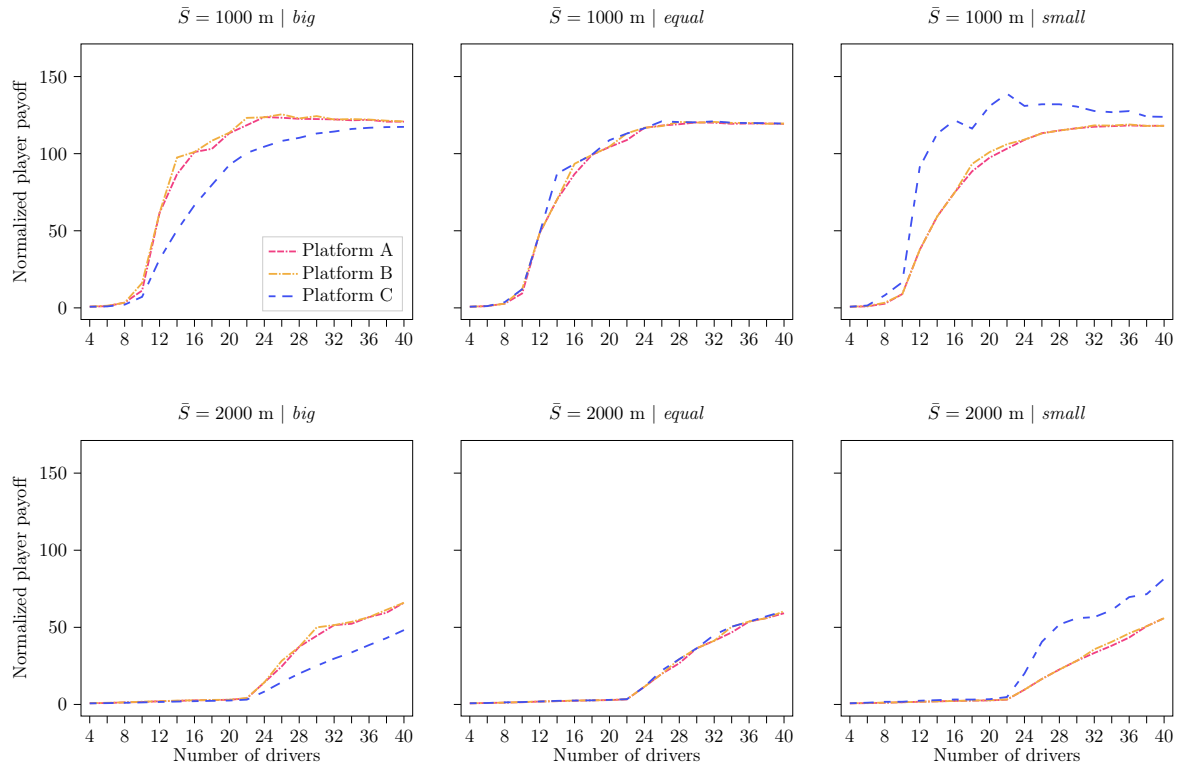 S̄ = 1000 m | big
S̄ = 1000 m | equal
S̄ = 1000 m | small
Normalized player payoff
150
100
50
0
Platform A
Platform B
Platform C
4 8 12 16 20 24 28 32 36 40
4 8 12 16 20 24 28 32 36 40
4 8 12 16 20 24 28 32 36 40
S̄ = 2000 m | big
S̄ = 2000 m | equal
S̄ = 2000 m | small
Normalized player payoff
150
100
50
0
4 8 12 16 20 24 28 32 36 40
4 8 12 16 20 24 28 32 36 40
4 8 12 16 20 24 28 32 36 40
Number of drivers
Number of drivers
Number of drivers